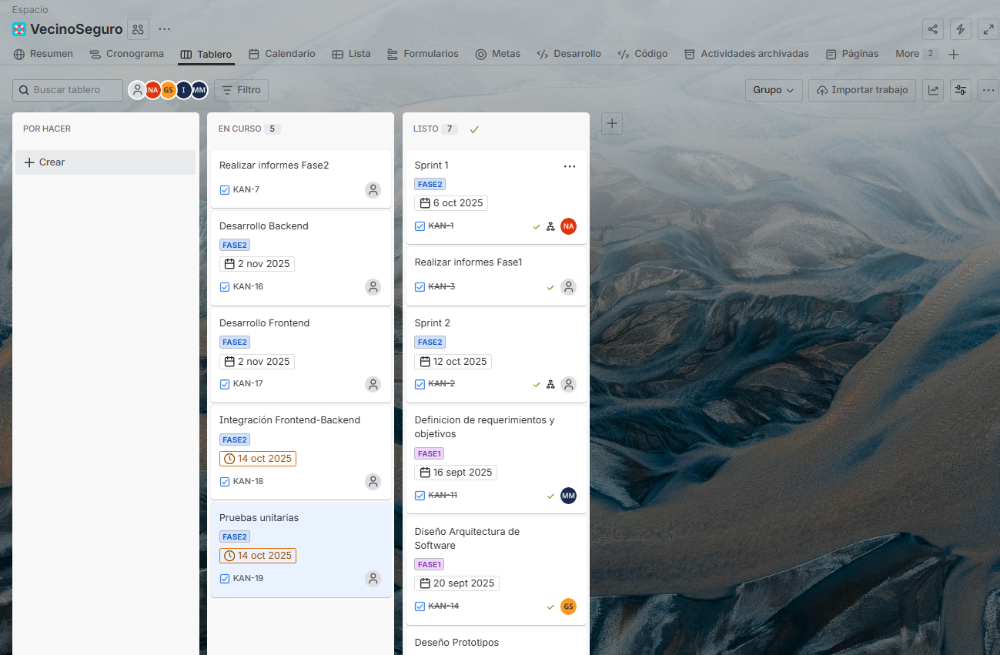 Espacio
VecinoSeguro
Resumen Cronograma Tablero Calendario Lista Formularios Metas Desarrollo Código Actividades archivadas Páginas More 2
Buscar tablero NA GS I MM Filtro Grupo Importar trabajo
POR HACER
Crear
EN CURSO 5
Realizar informes Fase2
KAN-7
Desarrollo Backend
FASE2
2 nov 2025
KAN-16
Desarrollo Frontend
FASE2
2 nov 2025
KAN-17
Integración Frontend-Backend
FASE2
14 oct 2025
KAN-18
Pruebas unitarias
FASE2
14 oct 2025
KAN-19
LISTO 7
Sprint 1
FASE2
6 oct 2025
KAN-1 NA
Realizar informes Fase1
KAN-3
Sprint 2
FASE2
12 oct 2025
KAN-2
Definicion de requerimientos y
objetivos
FASE1
16 sept 2025
KAN-11 MM
Diseño Arquitectura de
Software
FASE1
20 sept 2025
KAN-14 GS
Deseño Prototipos